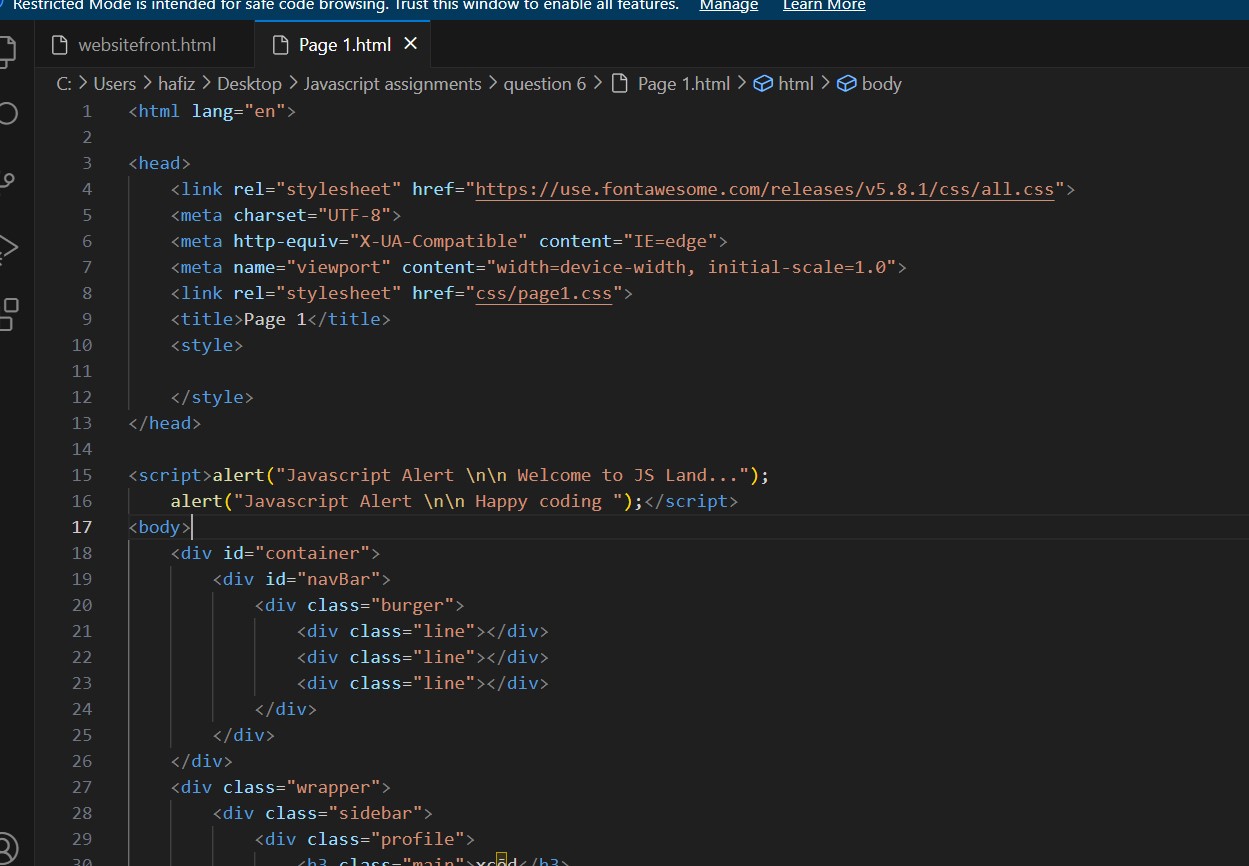 Restricted Mode is intended for safe code browsing. Trust this window to enable all features. Manage Learn More
websitefront.html Page 1.html
C: > Users > hafiz > Desktop > Javascript assignments > question 6 > Page 1.html > html > body
1 <html lang="en">
2
3 <head>
4 <link rel="stylesheet" href="https://use.fontawesome.com/releases/v5.8.1/css/all.css">
5 <meta charset="UTF-8">
6 <meta http-equiv="X-UA-Compatible" content="IE=edge">
7 <meta name="viewport" content="width=device-width, initial-scale=1.0">
8 <link rel="stylesheet" href="css/page1.css">
9 <title>Page 1</title>
10 <style>
11
12 </style>
13 </head>
14
15 <script>alert("Javascript Alert \n\n Welcome to JS Land...");
16 alert("Javascript Alert \n\n Happy coding ");</script>
17 <body>
18 <div id="container">
19 <div id="navBar">
20 <div class="burger">
21 <div class="line"></div>
22 <div class="line"></div>
23 <div class="line"></div>
24 </div>
25 </div>
26 </div>
27 <div class="wrapper">
28 <div class="sidebar">
29 <div class="profile">
30 <h3 class="main"></h3>